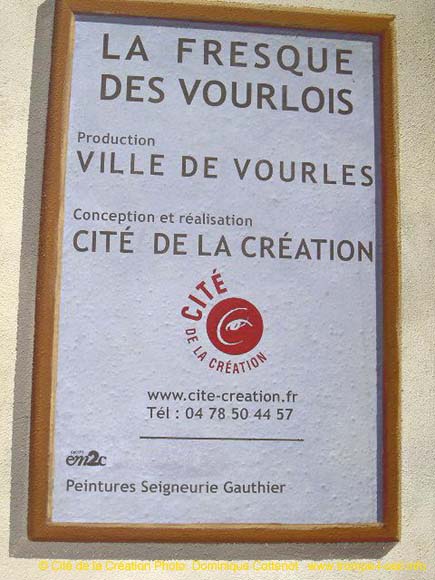 LA FRESQUE
DES VOURLOIS
Production
VILLE DE VOURLES
Conception et réalisation
CITÉ DE LA CRÉATION
CITÉ
DE LA CRÉATION
www.cite-creation.fr
Tél : 04 78 50 44 57
em2c
Peintures Seigneurie Gauthier
© Cité de la Création Photo: Dominique